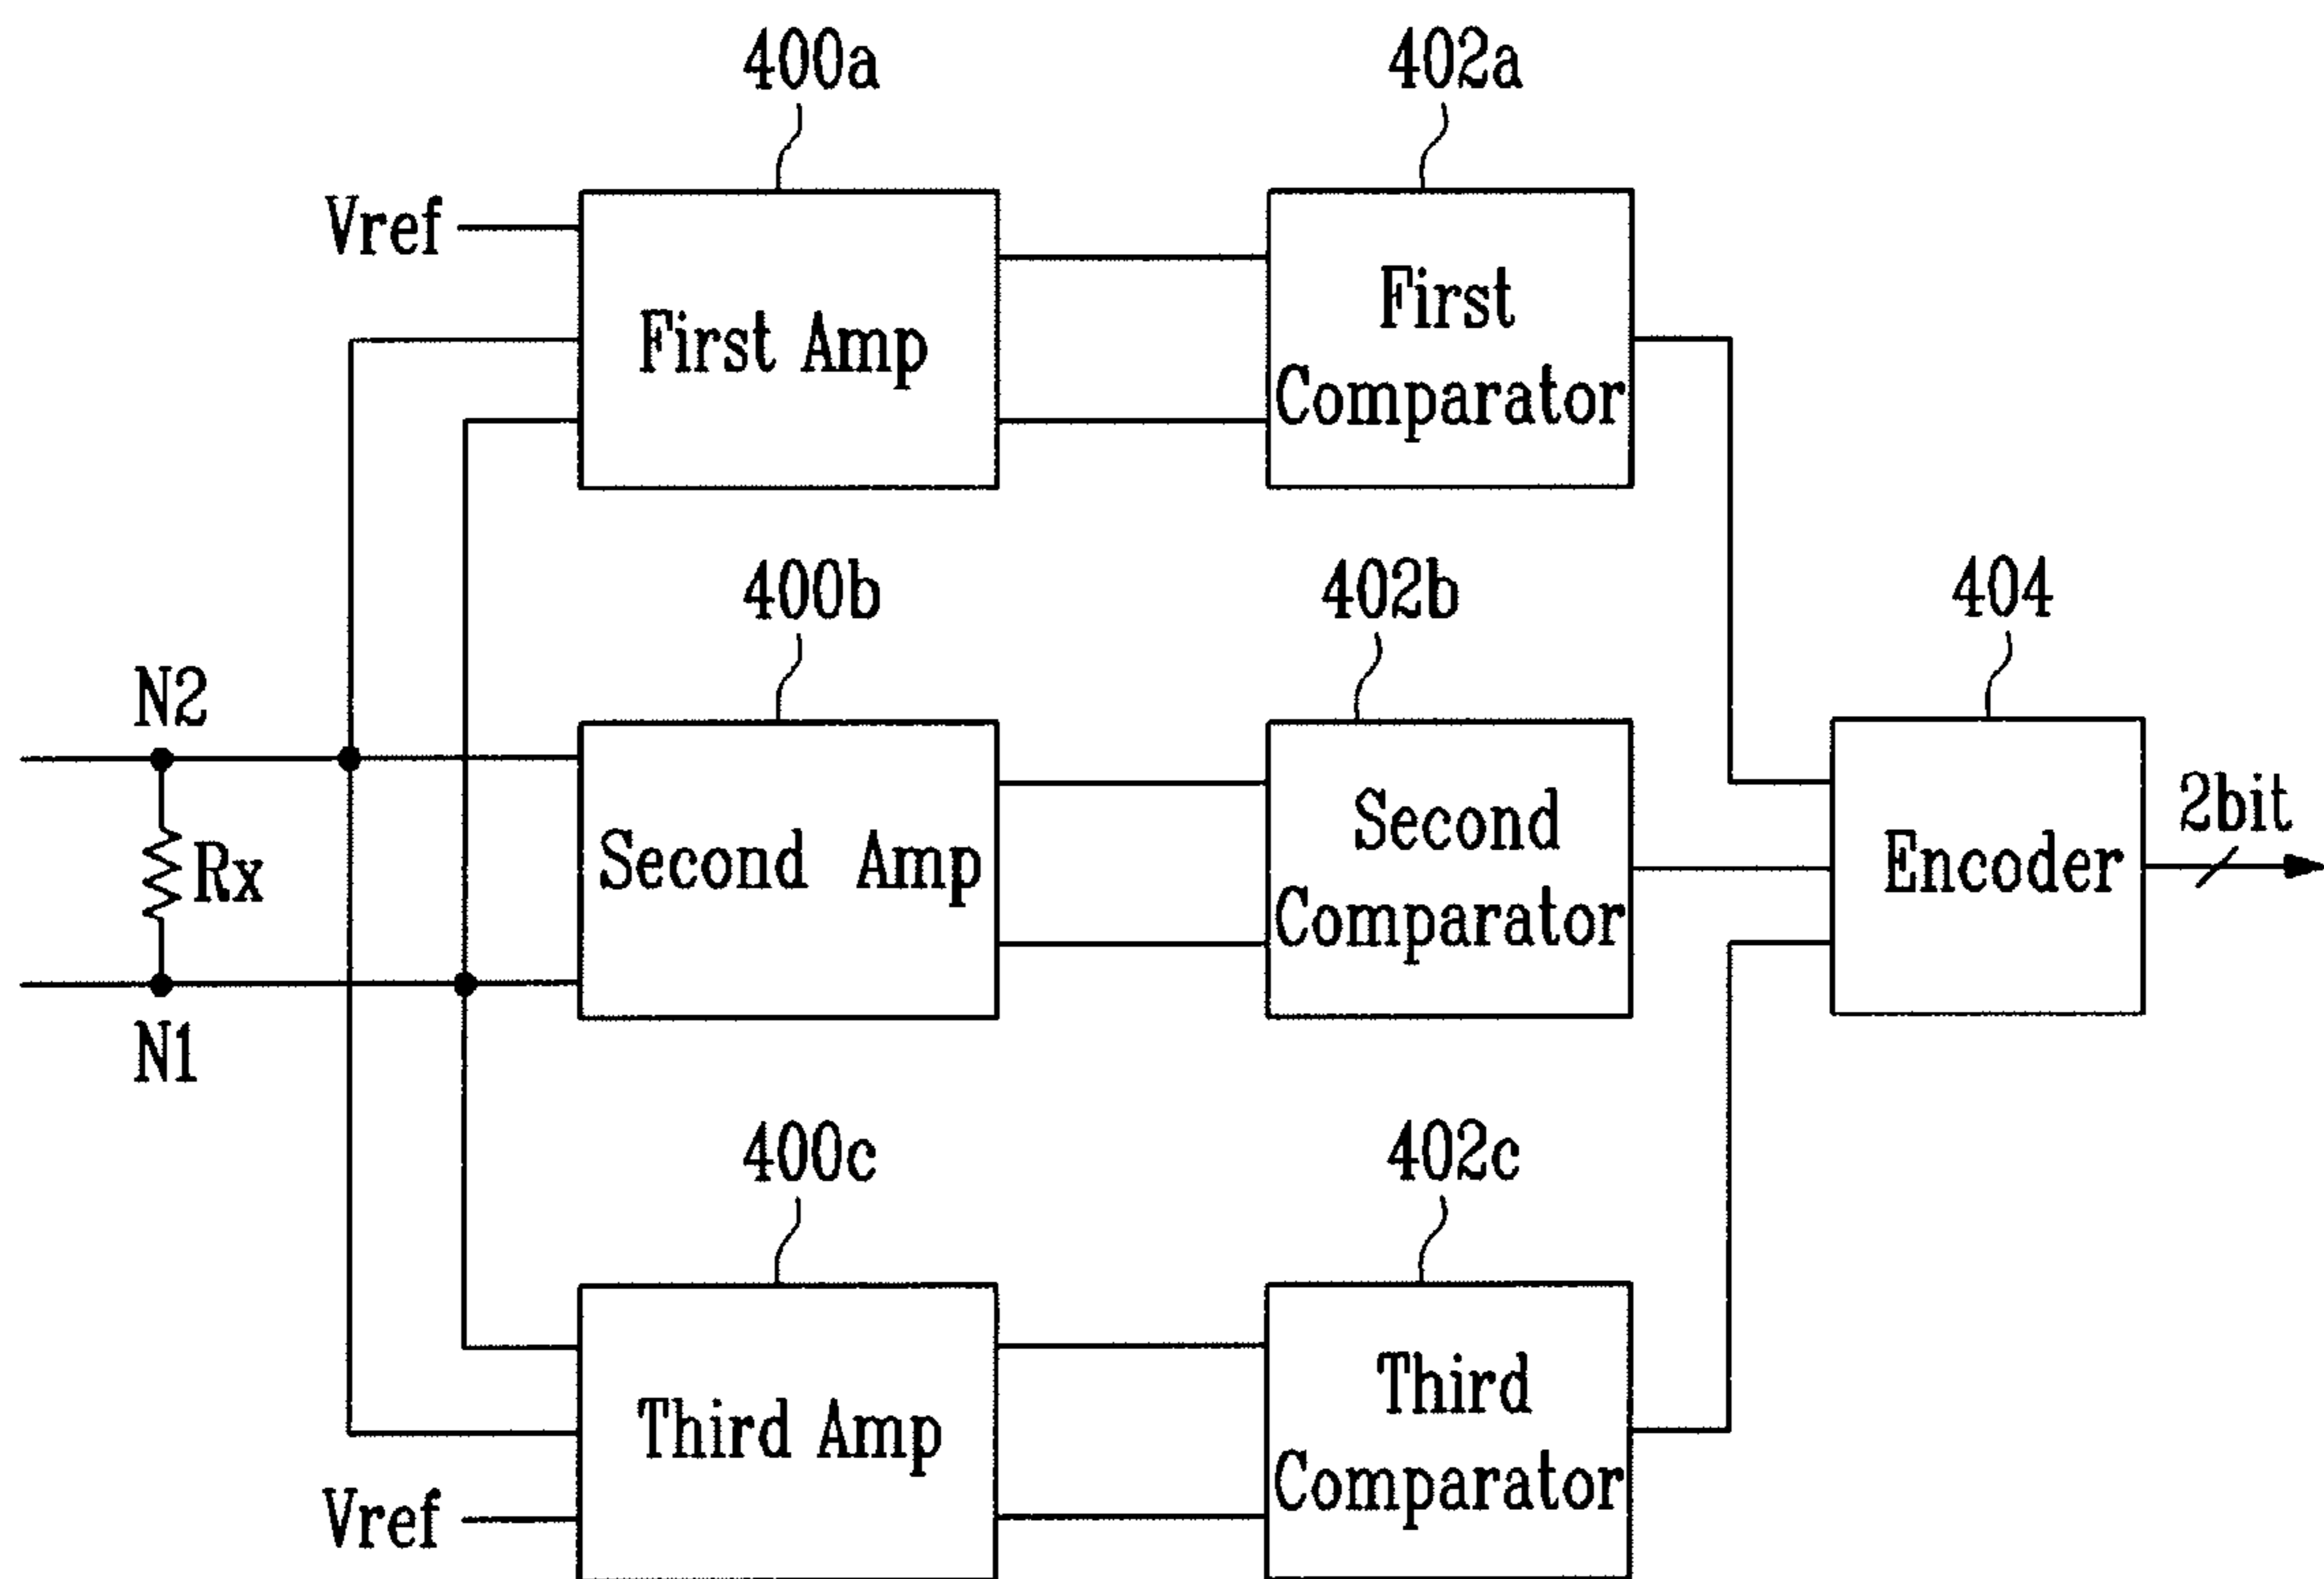 400a
402a
Vref
First Amp
First
Comparator
400b
402b
404
N2
Rx
Second Amp
Second
Comparator
Encoder
2bit
N1
400c
402c
Third Amp
Third
Comparator
Vref